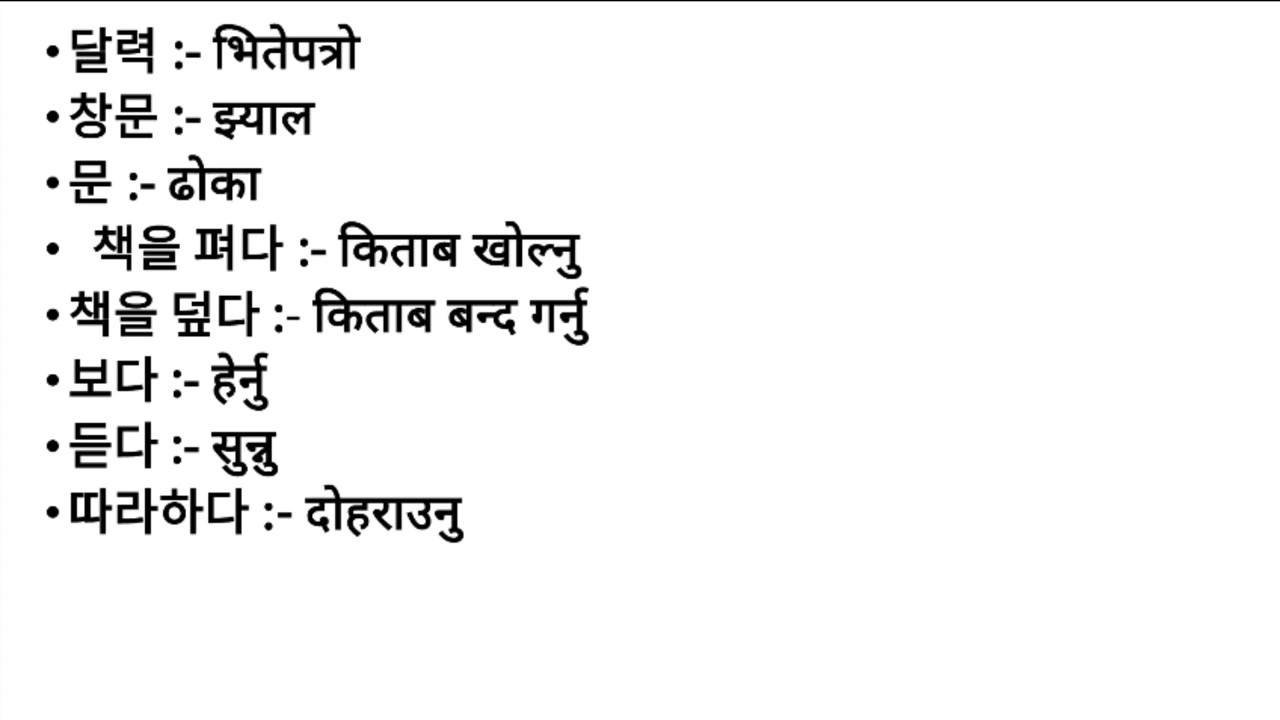 • 달력 :- भितेपत्रो
• 창문 :- झ्याल
• 문 :- ढोका
• 책을 펴다 :- किताब खोल्नु
• 책을 덮다 :- किताब बन्द गर्नु
• 보다 :- हेर्नु
• 듣다 :- सुन्नु
• 따라하다 :- दोहराउनु